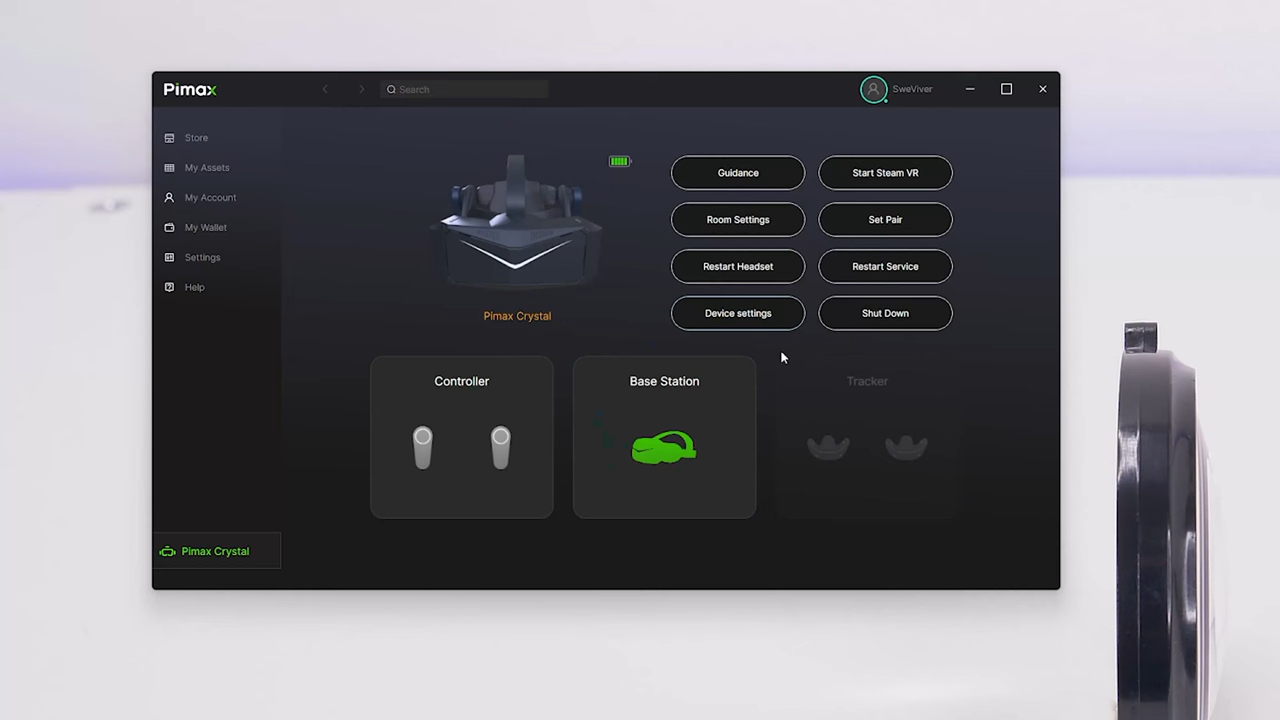 Pimax
Search
SweViver
Store
My Assets
My Account
My Wallet
Settings
Help
Guidance
Start Steam VR
Room Settings
Set Pair
Restart Headset
Restart Service
Device settings
Shut Down
Pimax Crystal
Controller
Base Station
Tracker
Pimax Crystal